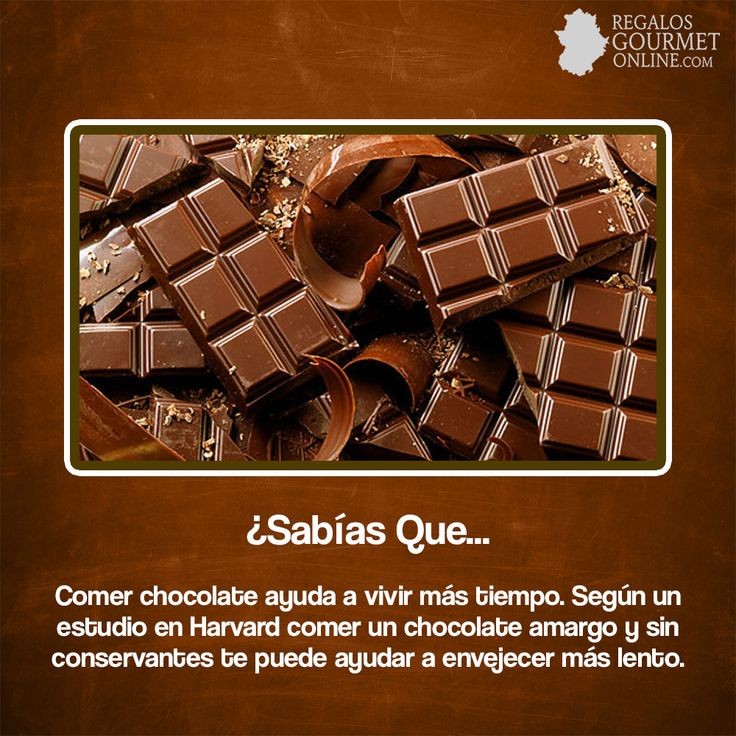 REGALOS
GOURMET
ONLINE.COM
¿Sabías Que...
Comer chocolate ayuda a vivir más tiempo. Según un
estudio en Harvard comer un chocolate amargo y sin
conservantes te puede ayudar a envejecer más lento.